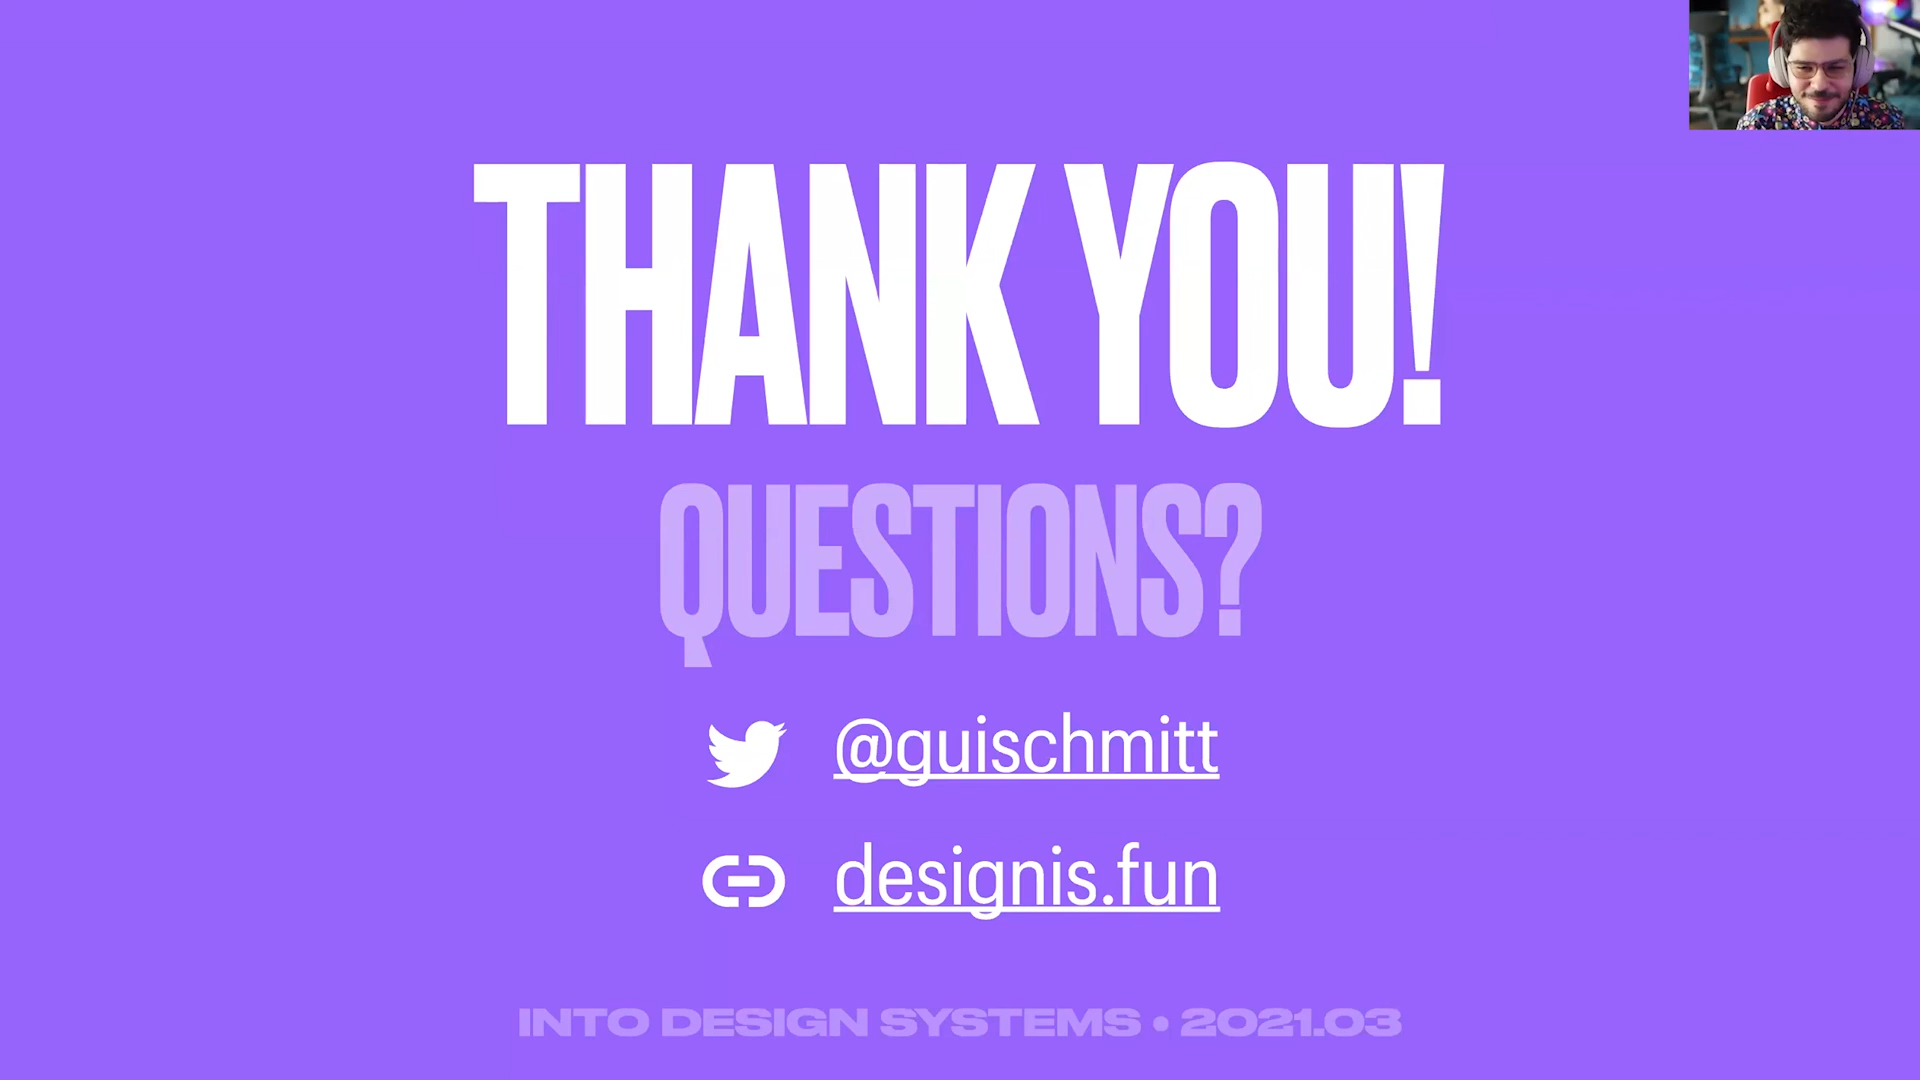 THANK YOU!
QUESTIONS?
@guischmitt
designis.fun
INTO DESIGN SYSTEMS • 2021.03